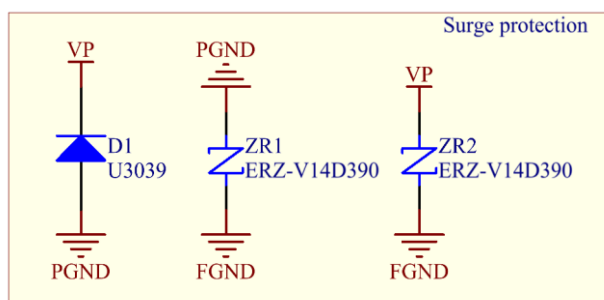 Surge protection
VP
D1
U3039
PGND
PGND
ZR1
ERZ-V14D390
FGND
VP
ZR2
ERZ-V14D390
FGND